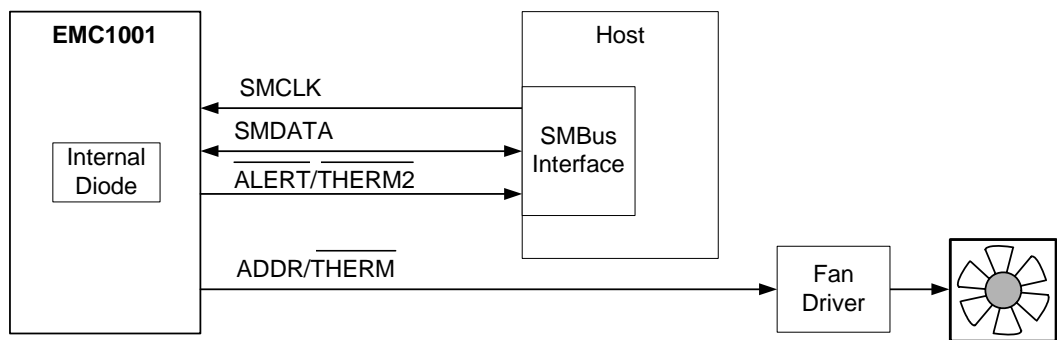 EMC1001
Host
SMCLK
SMDATA
SMBus
Interface
Internal
Diode
ALERT/THERM2
ADDR/THERM
Fan
Driver